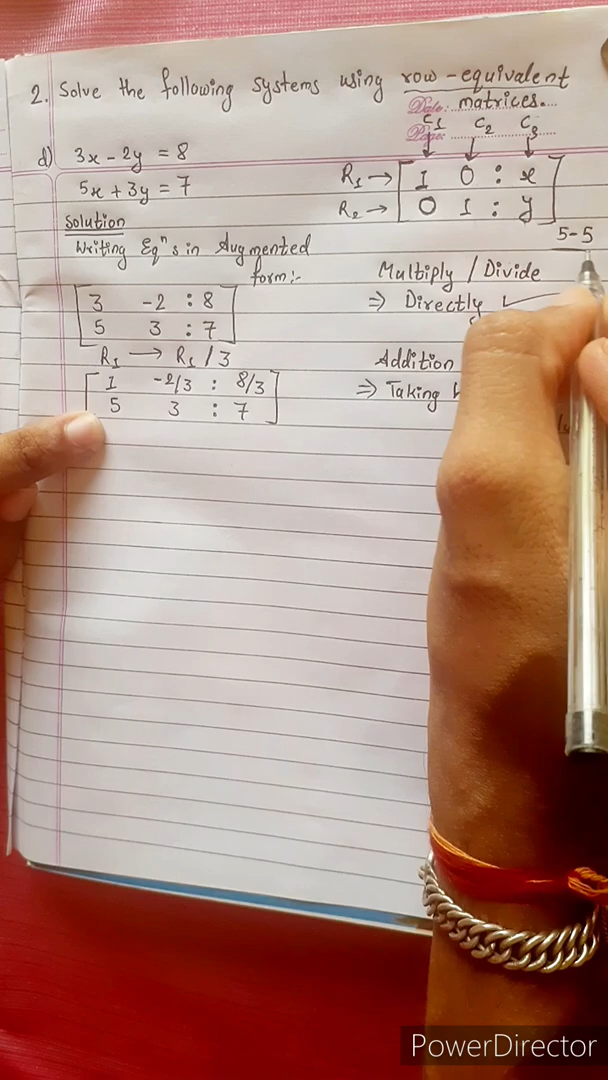 2. Solve the following systems using row-equivalent
Date: matrices.
Page:
C1 C2 C3
d) 3x - 2y = 8
5x + 3y = 7
R1 → [1 0 : x
R2 → 0 1 : y]
5-5
Solution
Writing Eqⁿs in Augmented
form:-
[3 -2 : 8
5 3 : 7]
R1 → R1/3
[1 -2/3 : 8/3
5 3 : 7]
Multiply / Divide
⇒ Directly
Addition
⇒ Taking
PowerDirector